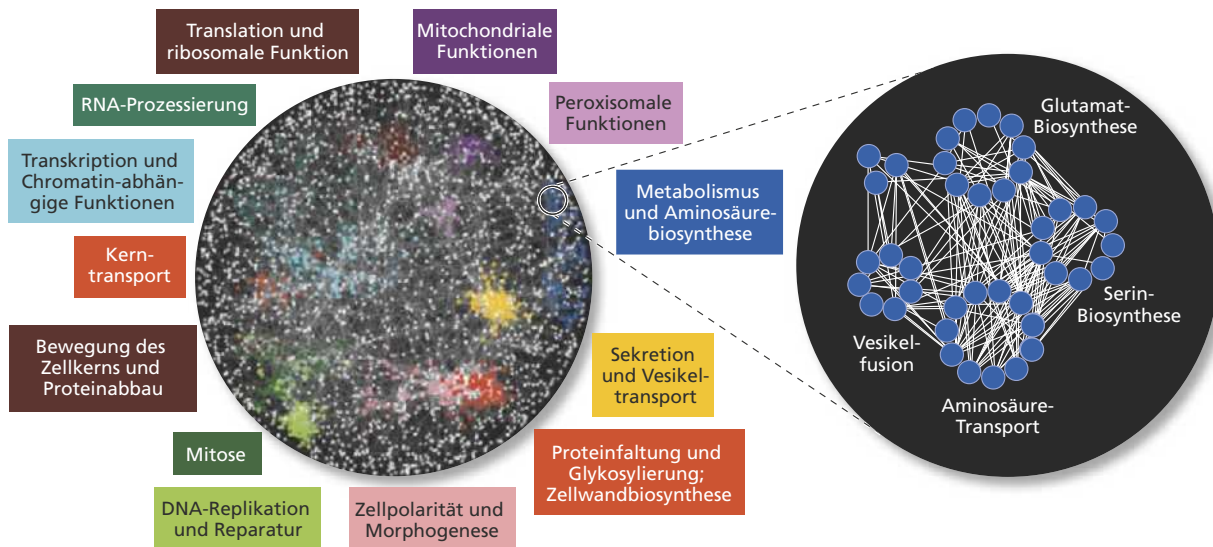 Translation und
ribosomale Funktion
Mitochondriale
Funktionen
RNA-Prozessierung
Peroxisomale
Funktionen
Transkription und
Chromatin-abhän-
gige Funktionen
Metabolismus
und Aminosäure-
biosynthese
Kern-
transport
Bewegung des
Zellkerns und
Proteinabbau
Sekretion
und Vesikel-
transport
Mitose
Proteinfaltung und
Glykosylierung;
Zellwandbiosynthese
DNA-Replikation
und Reparatur
Zellpolarität und
Morphogenese
Glutamat-
Biosynthese
Serin-
Biosynthese
Vesikel-
fusion
Aminosäure-
Transport